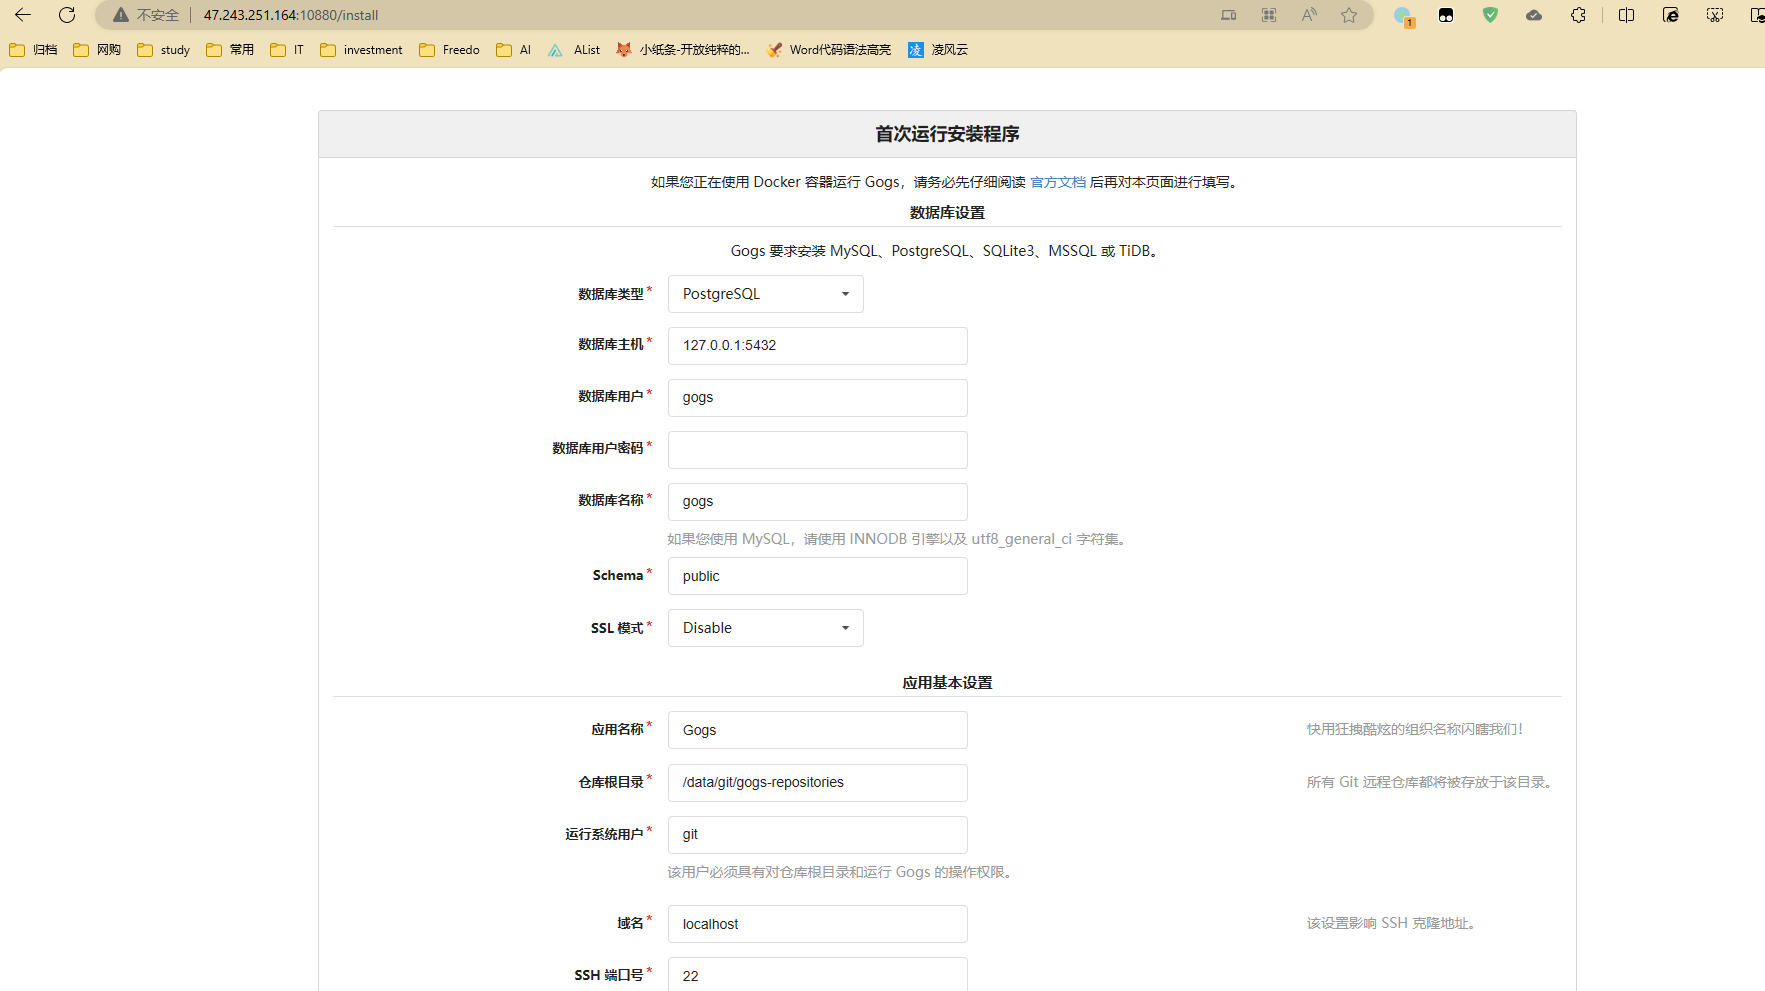 不安全 47.243.251.164:10880/install
归档 网购 study 常用 IT investment Freedo AI AList 小纸条-开放纯粹的... Word代码语法高亮 凌风云
首次运行安装程序
如果您正在使用 Docker 容器运行 Gogs，请务必先仔细阅读 官方文档 后再对本页面进行填写。
数据库设置
Gogs 要求安装 MySQL、PostgreSQL、SQLite3、MSSQL 或 TiDB。
数据库类型* PostgreSQL
数据库主机* 127.0.0.1:5432
数据库用户* gogs
数据库用户密码*
数据库名称* gogs
如果您使用 MySQL，请使用 INNODB 引擎以及 utf8_general_ci 字符集。
Schema* public
SSL 模式* Disable
应用基本设置
应用名称* Gogs 快用狂拽酷炫的组织名称闪瞎我们！
仓库根目录* /data/git/gogs-repositories 所有 Git 远程仓库都将被存放于该目录。
运行系统用户* git
该用户必须具有对仓库根目录和运行 Gogs 的操作权限。
域名* localhost 该设置影响 SSH 克隆地址。
SSH 端口号* 22